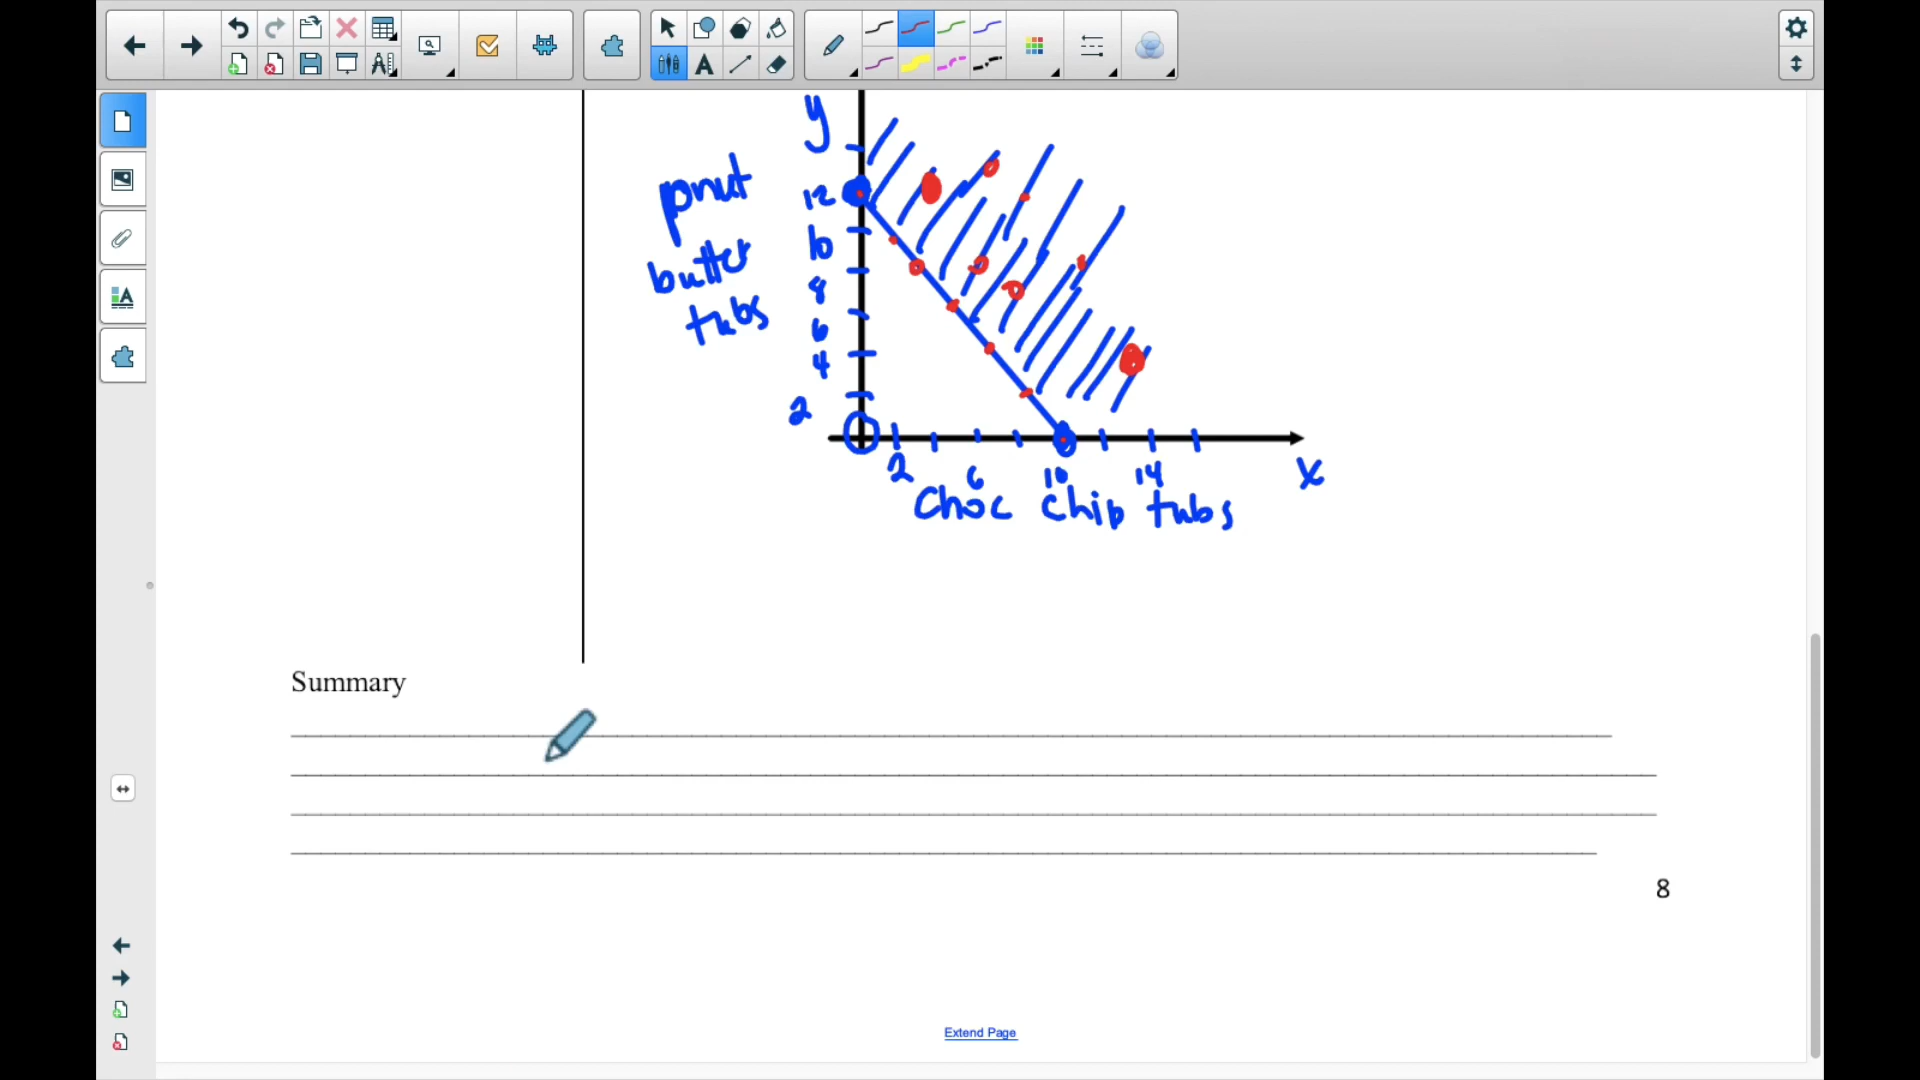 y
pnut
butter
tubs
12
10
8
6
4
2
2 6 10 14
x
Choc Chip tubs
Summary
8
Extend Page